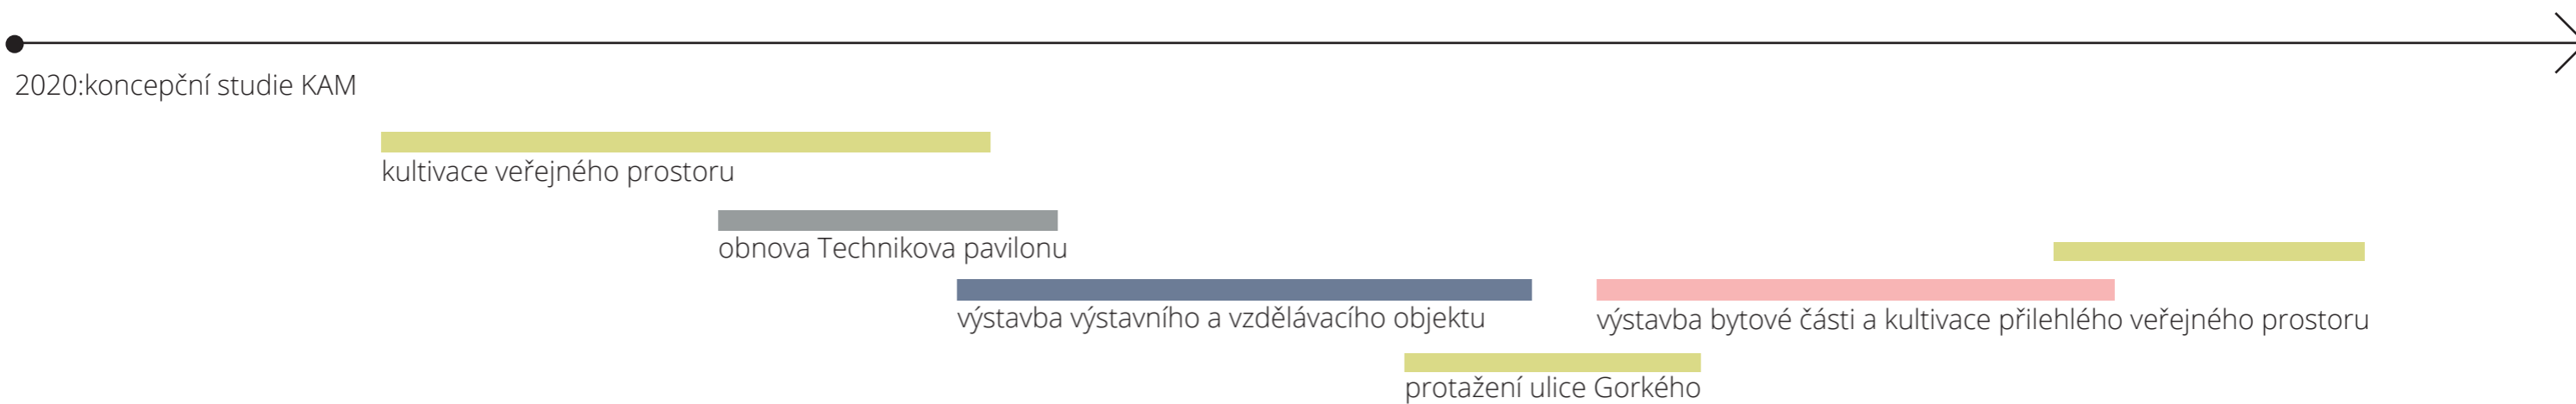 2020:koncepční studie KAM
kultivace veřejného prostoru
obnova Technikova pavilonu
výstavba výstavního a vzdělávacího objektu
výstavba bytové části a kultivace přilehlého veřejného prostoru
protažení ulice Gorkého